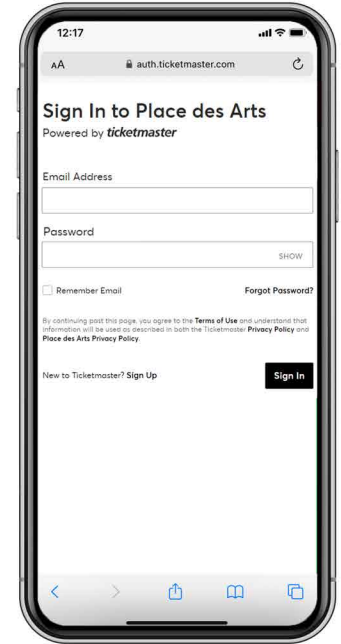 12:17
AA auth.ticketmaster.com
Sign In to Place des Arts
Powered by ticketmaster
Email Address
Password
SHOW
Remember Email Forgot Password?
By continuing past this page, you agree to the Terms of Use and understand that
information will be used as described in both the Ticketmaster Privacy Policy and
Place des Arts Privacy Policy.
New to Ticketmaster? Sign Up Sign In